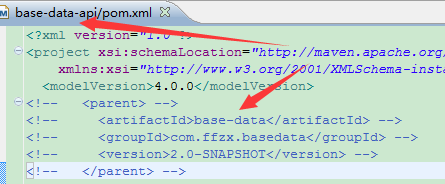 base-data-api/pom.xml
<?xml version="1.0"?>
<project xsi:schemaLocation="http://maven.apache.org/
xmlns:xsi="http://www.w3.org/2001/XMLSchema-insta
<modelVersion>4.0.0</modelVersion>
<!-- <parent> -->
<!-- <artifactId>base-data</artifactId> -->
<!-- <groupId>com.ffzx.basedata</groupId> -->
<!-- <version>2.0-SNAPSHOT</version> -->
<!-- </parent> -->